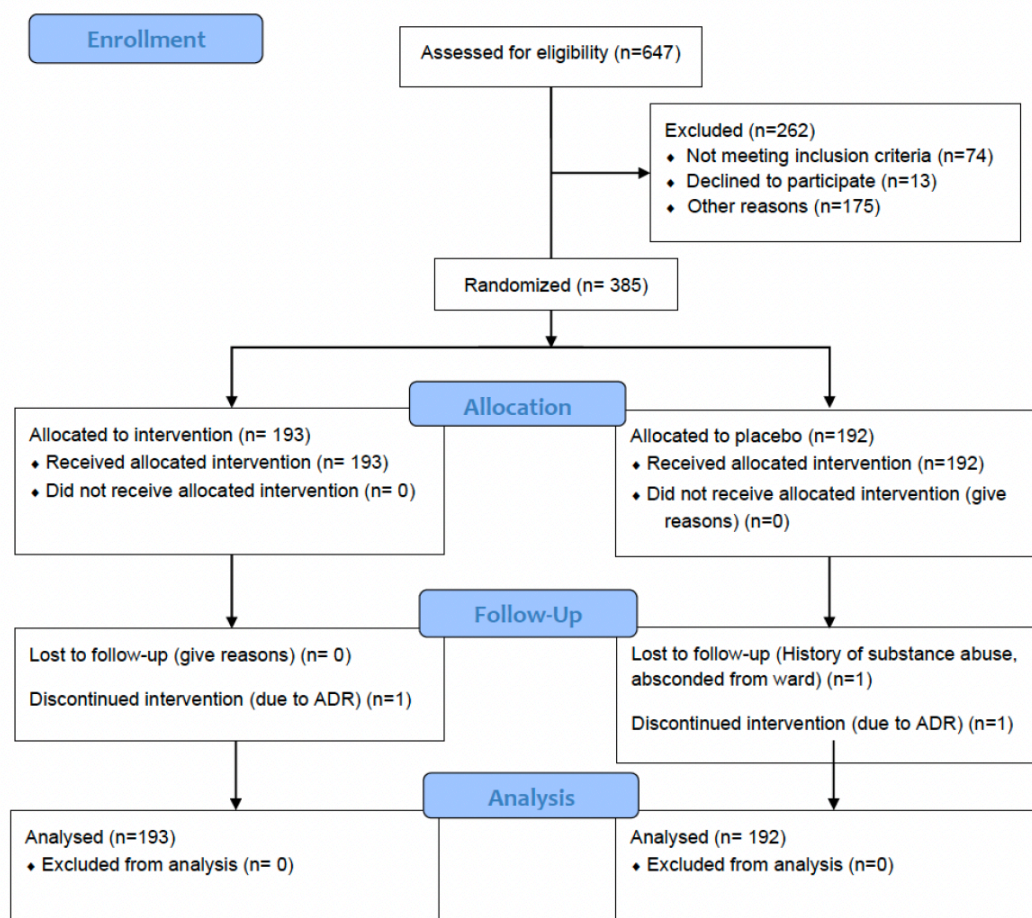 Enrollment
Assessed for eligibility (n=647)
Excluded (n=262)
⬥ Not meeting inclusion criteria (n=74)
⬥ Declined to participate (n=13)
⬥ Other reasons (n=175)
Randomized (n= 385)
Allocation
Allocated to intervention (n= 193)
⬥ Received allocated intervention (n= 193)
⬥ Did not receive allocated intervention (n= 0)
Allocated to placebo (n=192)
⬥ Received allocated intervention (n=192)
⬥ Did not receive allocated intervention (give
reasons) (n=0)
Follow-Up
Lost to follow-up (give reasons) (n= 0)
Discontinued intervention (due to ADR) (n=1)
Lost to follow-up (History of substance abuse,
absconded from ward) (n=1)
Discontinued intervention (due to ADR) (n=1)
Analysis
Analysed (n=193)
⬥ Excluded from analysis (n= 0)
Analysed (n= 192)
⬥ Excluded from analysis (n=0)